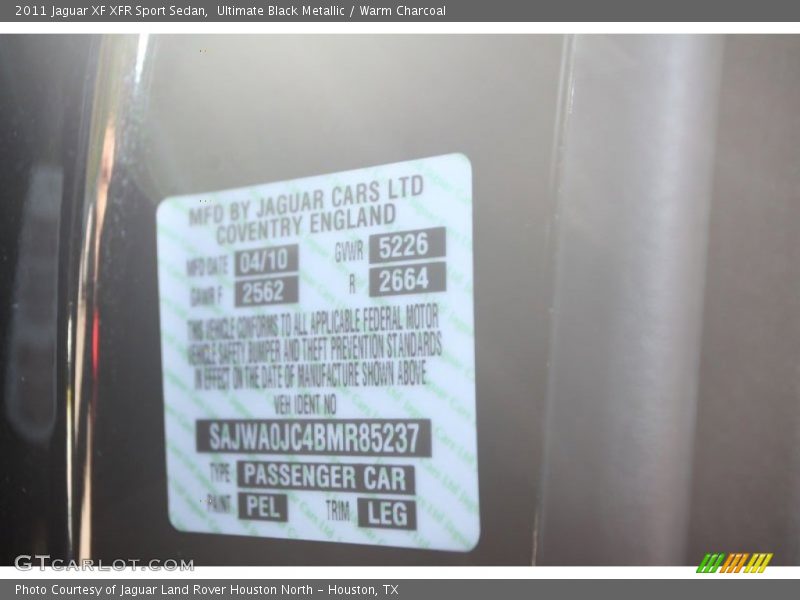 2011 Jaguar XF XFR Sport Sedan,  Ultimate Black Metallic / Warm Charcoal
MFD BY JAGUAR CARS LTD
COVENTRY ENGLAND
MFD DATE 04/10 GVWR 5226
GAWR F 2562 R 2664
THIS VEHICLE CONFORMS TO ALL APPLICABLE FEDERAL MOTOR
VEHICLE SAFETY BUMPER AND THEFT PREVENTION STANDARDS
IN EFFECT ON THE DATE OF MANUFACTURE SHOWN ABOVE
VEH IDENT NO
SAJWA0JC4BMR85237
TYPE PASSENGER CAR
PAINT PEL TRIM LEG
GTCARLOT.COM
Photo Courtesy of Jaguar Land Rover Houston North – Houston, TX